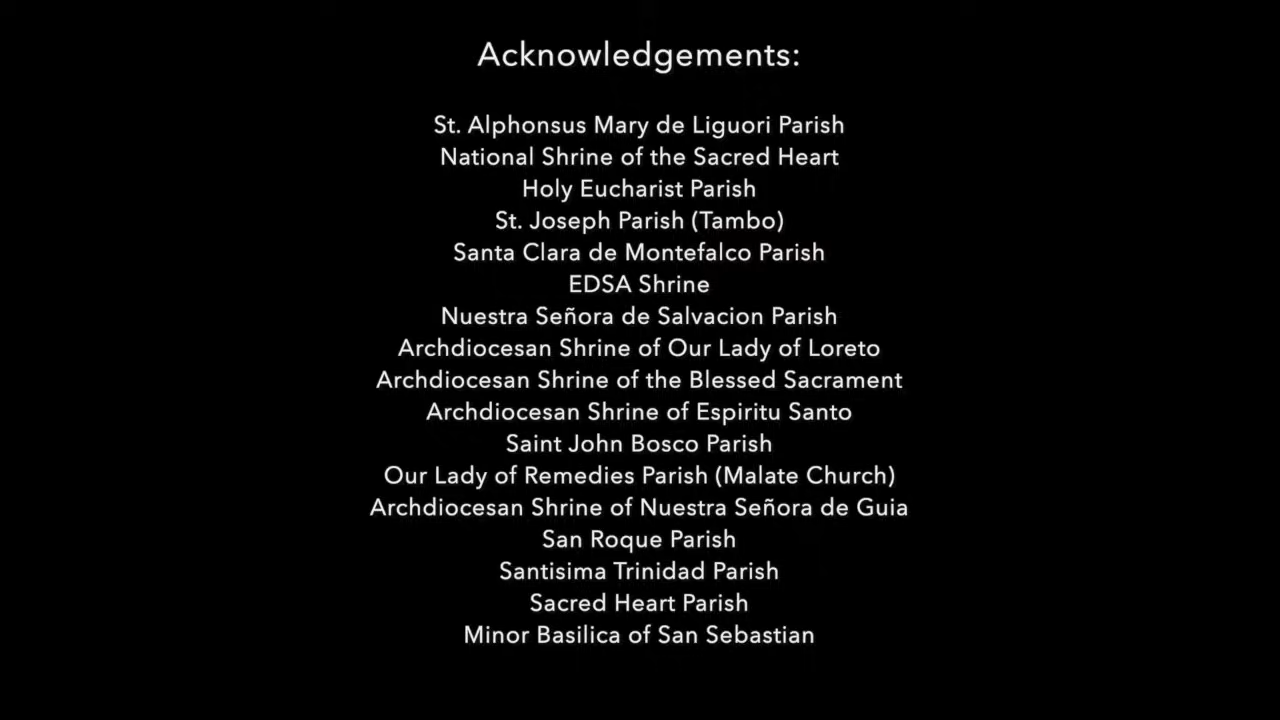 Acknowledgements:
St. Alphonsus Mary de Liguori Parish
National Shrine of the Sacred Heart
Holy Eucharist Parish
St. Joseph Parish (Tambo)
Santa Clara de Montefalco Parish
EDSA Shrine
Nuestra Señora de Salvacion Parish
Archdiocesan Shrine of Our Lady of Loreto
Archdiocesan Shrine of the Blessed Sacrament
Archdiocesan Shrine of Espiritu Santo
Saint John Bosco Parish
Our Lady of Remedies Parish (Malate Church)
Archdiocesan Shrine of Nuestra Señora de Guia
San Roque Parish
Santisima Trinidad Parish
Sacred Heart Parish
Minor Basilica of San Sebastian